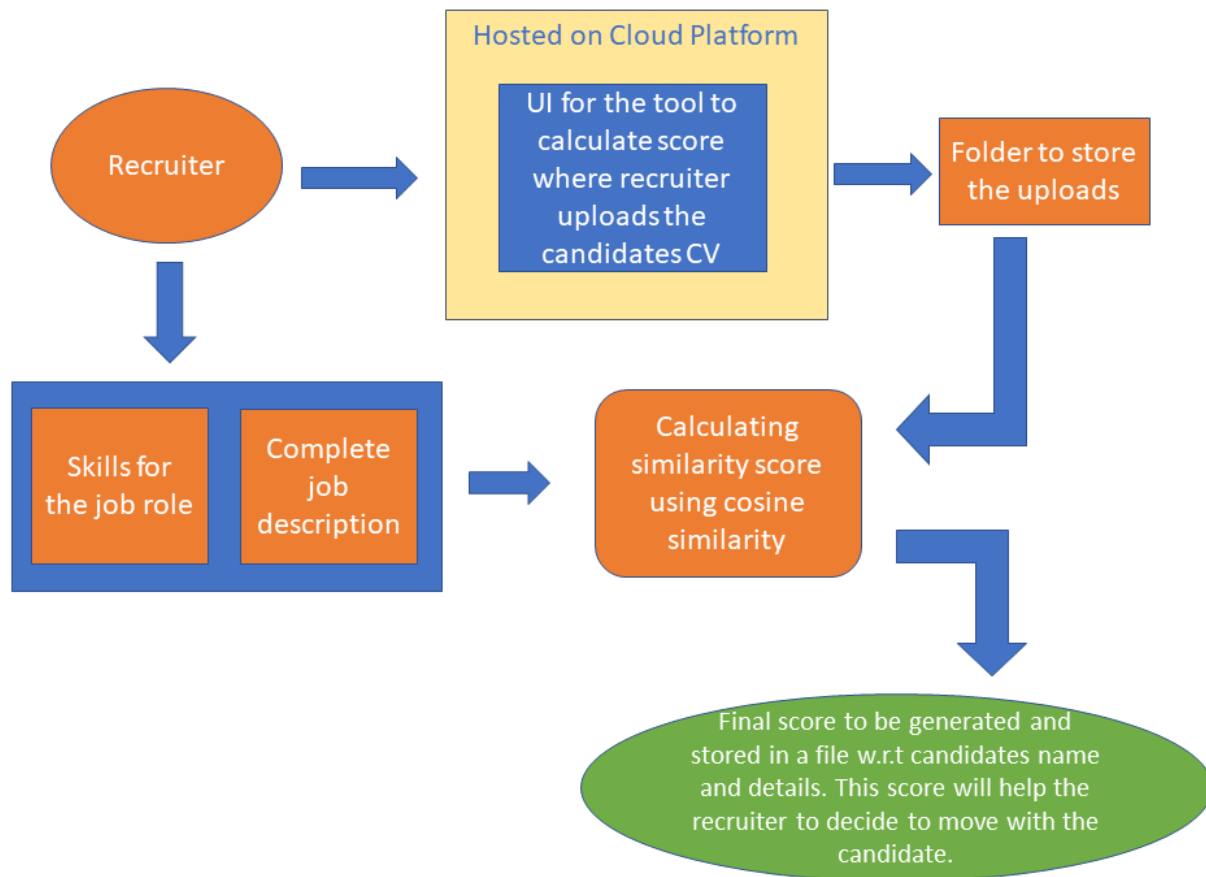 Hosted on Cloud Platform
Recruiter
UI for the tool to
calculate score
where recruiter
uploads the
candidates CV
Folder to store
the uploads
Skills for
the job role
Complete
job
description
Calculating
similarity score
using cosine
similarity
Final score to be generated and
stored in a file w.r.t candidates name
and details. This score will help the
recruiter to decide to move with the
candidate.